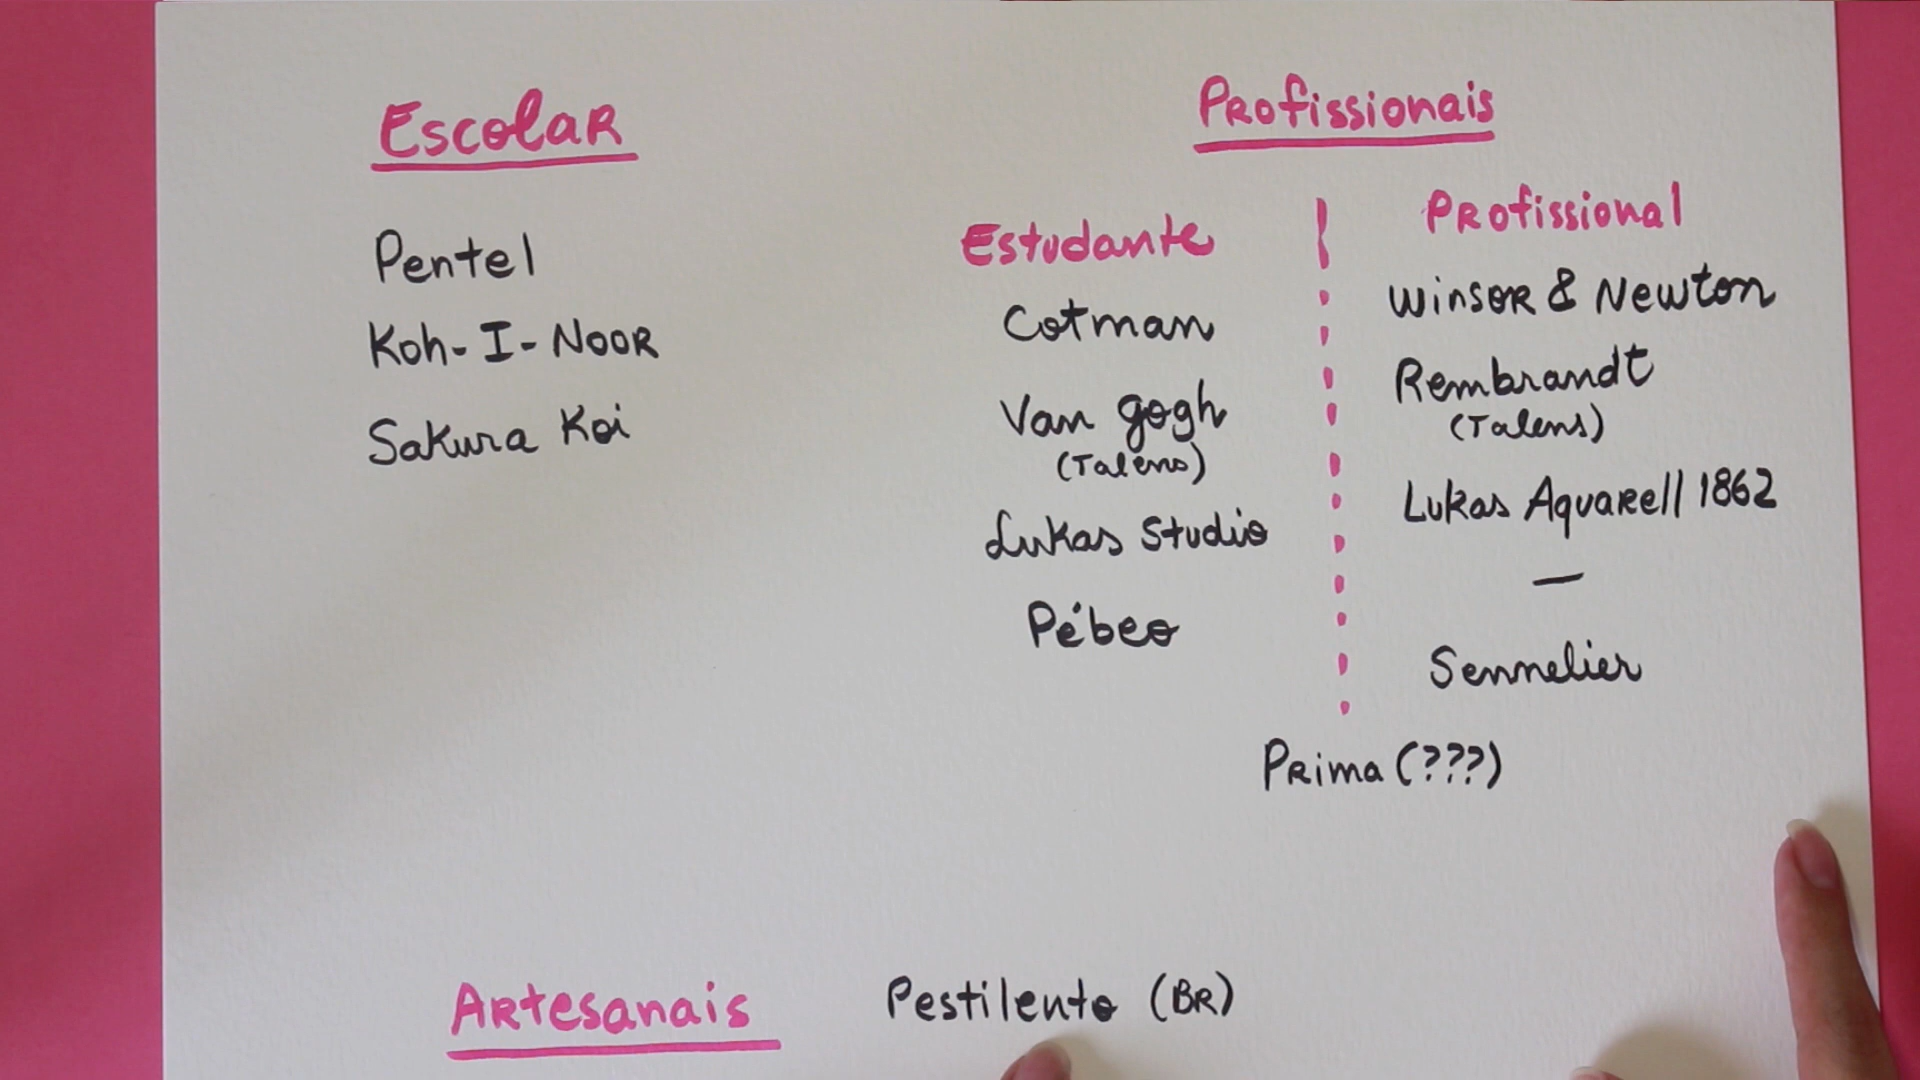 Escolar
Pentel
Koh-I-Noor
Sakura Koi
Profissionais
Estudante
Cotman
Van gogh
(Talens)
Lukas Studio
Pébeo
Profissional
Winsor & Newton
Rembrandt
(Talens)
Lukas Aquarell 1862
—
Sennelier
Prima (???)
Artesanais
Pestilento (BR)